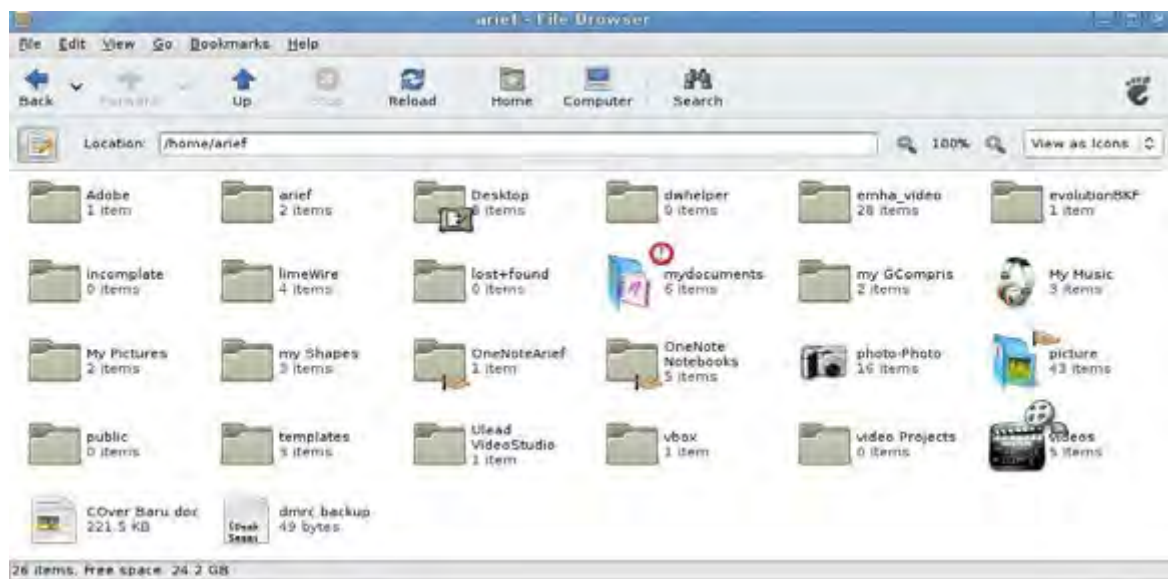 arief - File Browser
File Edit View Go Bookmarks Help
Back Forward Up Stop Reload Home Computer Search
Location: /home/arief 100% View as Icons
Adobe
1 item
arief
2 items
Desktop
items
dwhelper
0 items
emha_video
28 items
evolutionBKF
1 item
incomplate
0 items
limeWire
4 items
lost+found
0 items
mydocuments
6 items
my GCompris
2 items
My Music
3 items
My Pictures
2 items
my Shapes
3 items
OneNoteArief
1 item
OneNote
Notebooks
5 items
photo-Photo
16 items
picture
43 items
public
0 items
templates
3 items
Ulead
VideoStudio
1 item
vbox
1 item
video Projects
0 items
videos
5 items
COver Baru.doc
221.5 KB
dmrc.backup
49 bytes
26 items, Free space: 24.2 GB